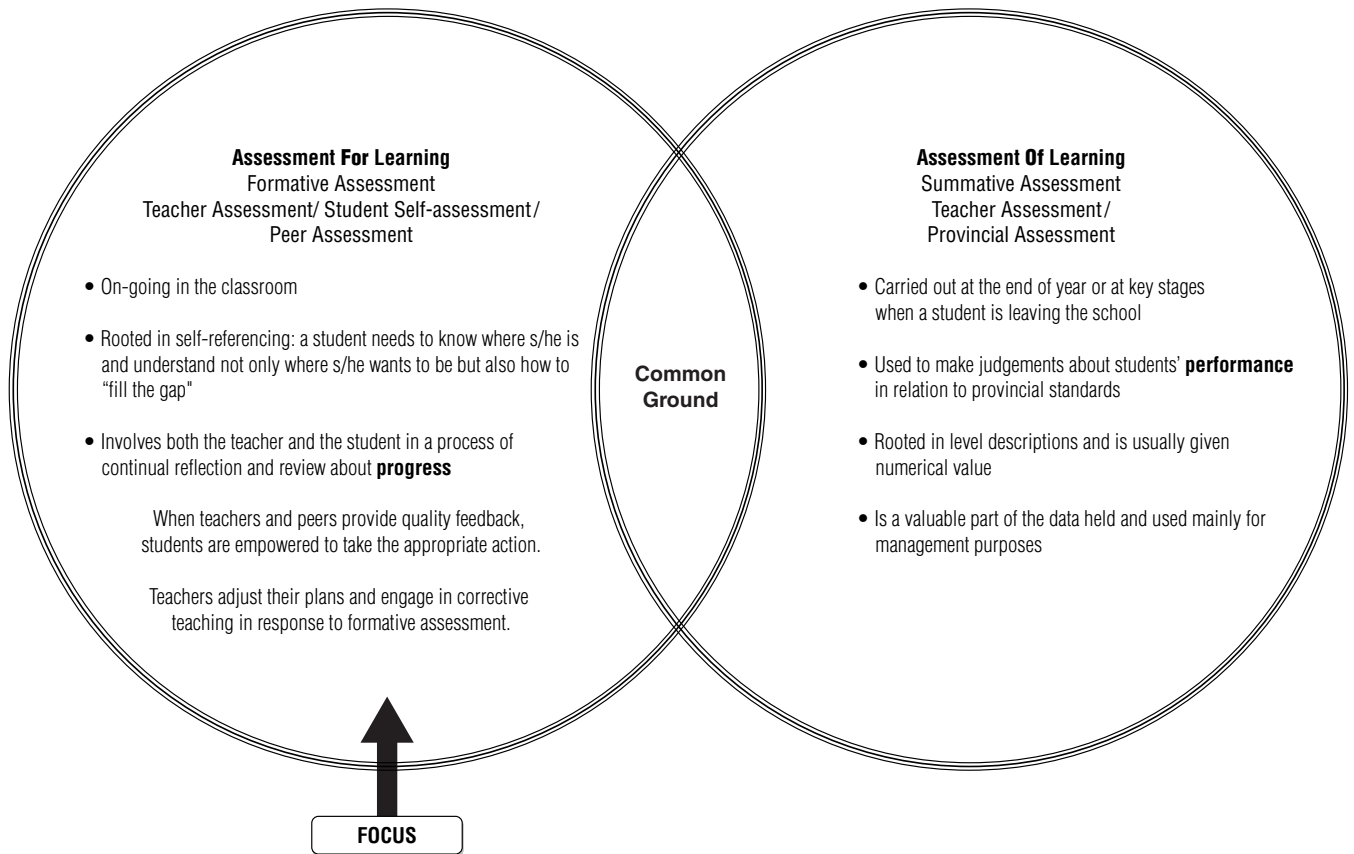 Assessment For Learning
Formative Assessment
Teacher Assessment/ Student Self-assessment/
Peer Assessment
• On-going in the classroom
• Rooted in self-referencing: a student needs to know where s/he is
and understand not only where s/he wants to be but also how to
“fill the gap"
• Involves both the teacher and the student in a process of
continual reflection and review about progress
When teachers and peers provide quality feedback,
students are empowered to take the appropriate action.
Teachers adjust their plans and engage in corrective
teaching in response to formative assessment.
Common
Ground
Assessment Of Learning
Summative Assessment
Teacher Assessment/
Provincial Assessment
• Carried out at the end of year or at key stages
when a student is leaving the school
• Used to make judgements about students’ performance
in relation to provincial standards
• Rooted in level descriptions and is usually given
numerical value
• Is a valuable part of the data held and used mainly for
management purposes
FOCUS